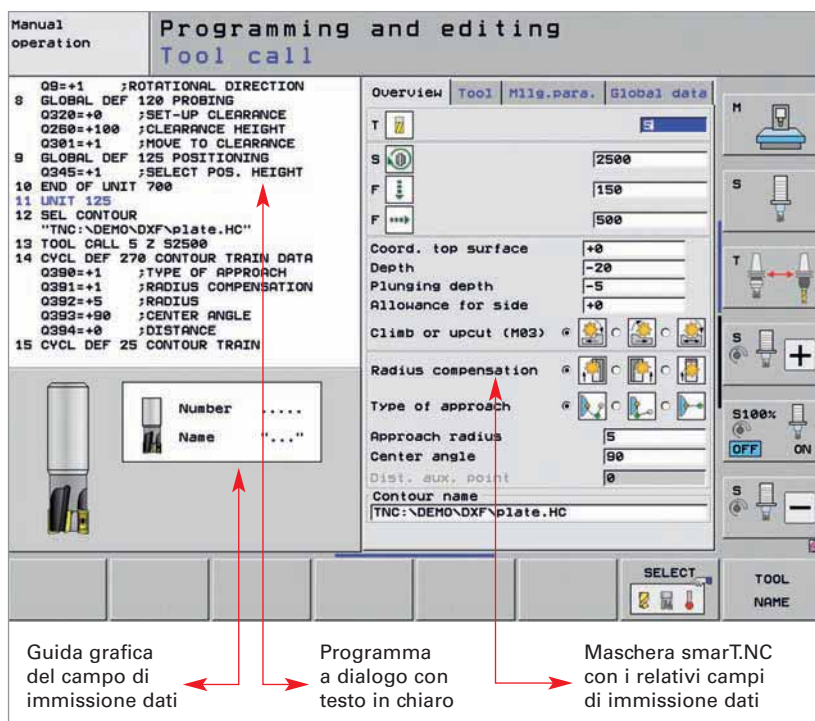 Manual
operation
Programming and editing
Tool call
Q9=+1 ;ROTATIONAL DIRECTION
8 GLOBAL DEF 120 PROBING
Q320=+0 ;SET-UP CLEARANCE
Q260=+100 ;CLEARANCE HEIGHT
Q301=+1 ;MOVE TO CLEARANCE
9 GLOBAL DEF 125 POSITIONING
Q345=+1 ;SELECT POS. HEIGHT
10 END OF UNIT 700
11 UNIT 125
12 SEL CONTOUR
"TNC:\DEMO\DXF\plate.HC"
13 TOOL CALL 5 Z S2500
14 CYCL DEF 270 CONTOUR TRAIN DATA
Q390=+1 ;TYPE OF APPROACH
Q391=+1 ;RADIUS COMPENSATION
Q392=+5 ;RADIUS
Q393=+90 ;CENTER ANGLE
Q394=+0 ;DISTANCE
15 CYCL DEF 25 CONTOUR TRAIN
Number .....
Name "..."
Overview Tool Mllg.para. Global data
T 5
S 2500
F 150
F 500
Coord. top surface +0
Depth -20
Plunging depth -5
Allowance for side +0
Climb or upcut (M03)
Radius compensation
Type of approach
Approach radius 5
Center angle 90
Dist. aux. point 0
Contour name
TNC:\DEMO\DXF\plate.HC
M
S
T
S +
S100%
OFF ON
S -
SELECT
TOOL
NAME
Guida grafica
del campo di
immissione dati
Programma
a dialogo con
testo in chiaro
Maschera smarT.NC
con i relativi campi
di immissione dati